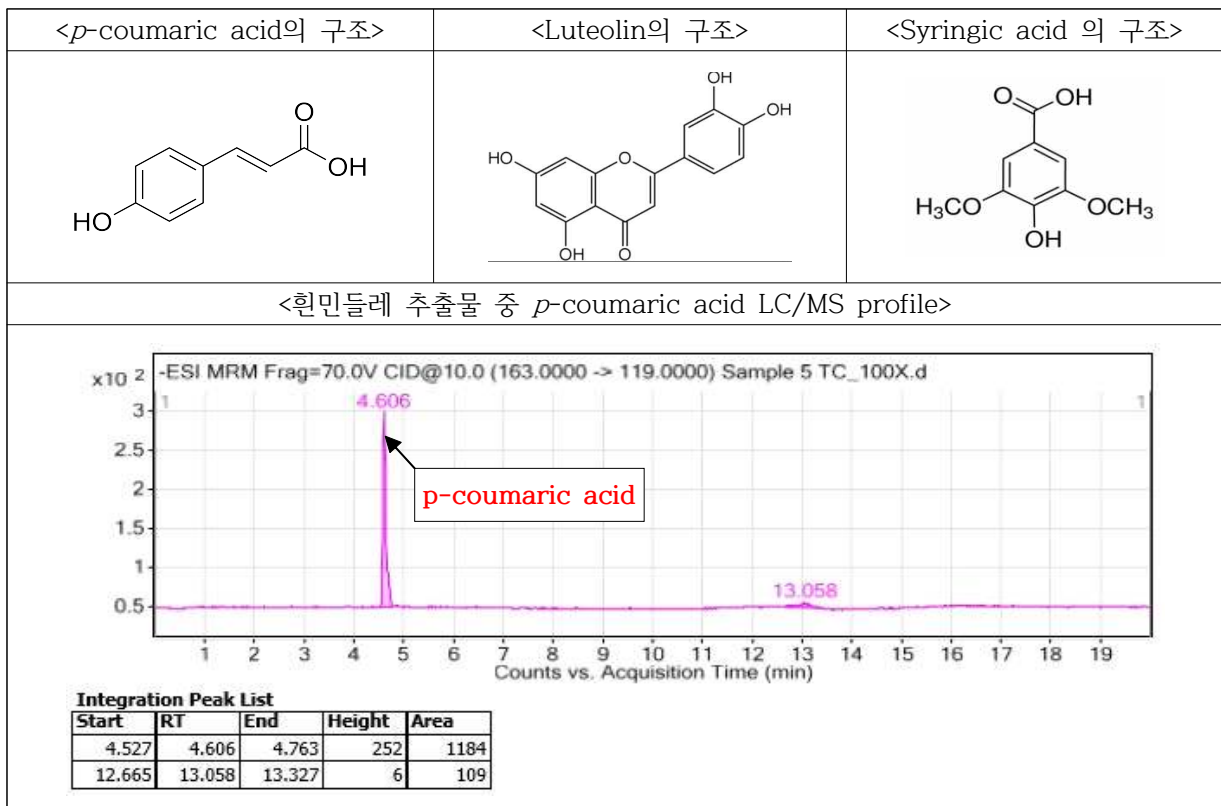 <p-coumaric acid의 구조> <Luteolin의 구조> <Syringic acid 의 구조>
O
OH
HO
OH
OH
HO
O
OH
O
O
OH
H₃CO
OCH₃
OH
<흰민들레 추출물 중 p-coumaric acid LC/MS profile>
x10 2 -ESI MRM Frag=70.0V CID@10.0 (163.0000 -> 119.0000) Sample 5 TC_100X.d
1 1
4.606
3
2.5
2
1.5
1
0.5
p-coumaric acid
13.058
1 2 3 4 5 6 7 8 9 10 11 12 13 14 15 16 17 18 19
Counts vs. Acquisition Time (min)
Integration Peak List
Start RT End Height Area
4.527 4.606 4.763 252 1184
12.665 13.058 13.327 6 109